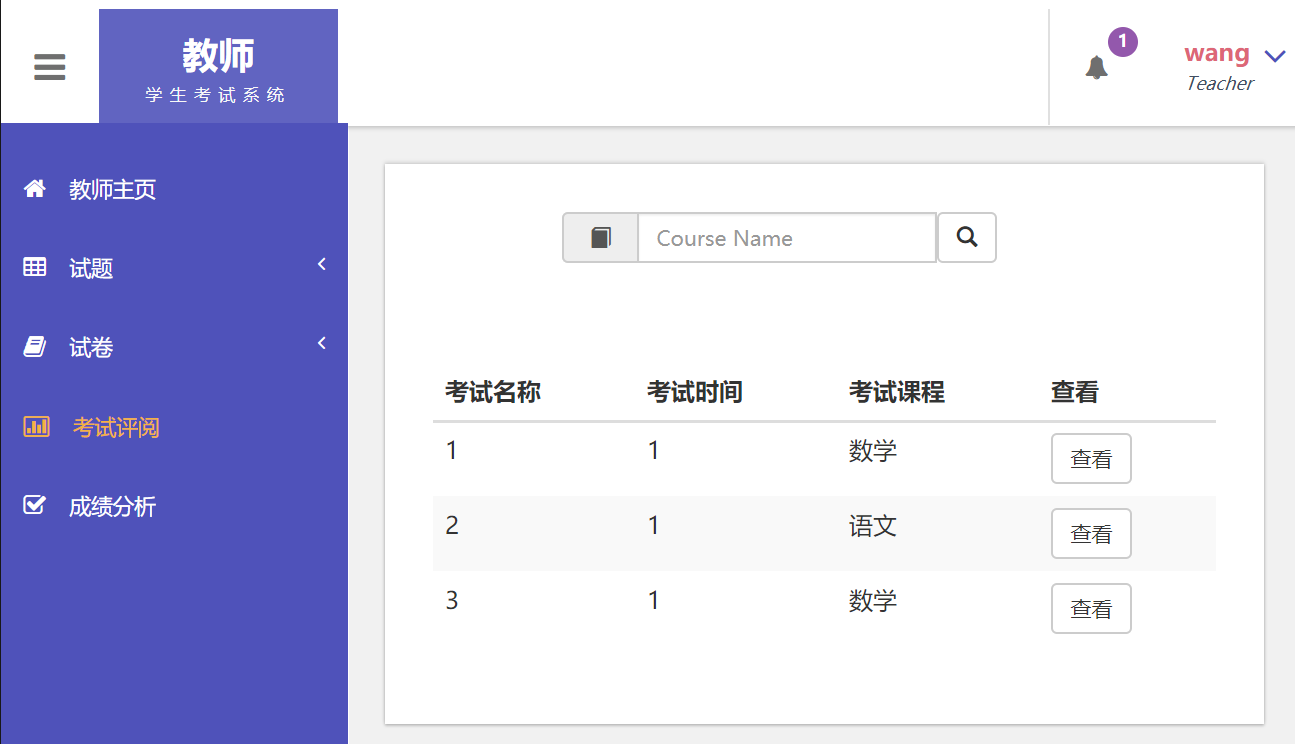 教师
学生考试系统
1
wang
Teacher
教师主页
试题
试卷
考试评阅
成绩分析
Course Name
考试名称 考试时间 考试课程 查看
1 1 数学 查看
2 1 语文 查看
3 1 数学 查看